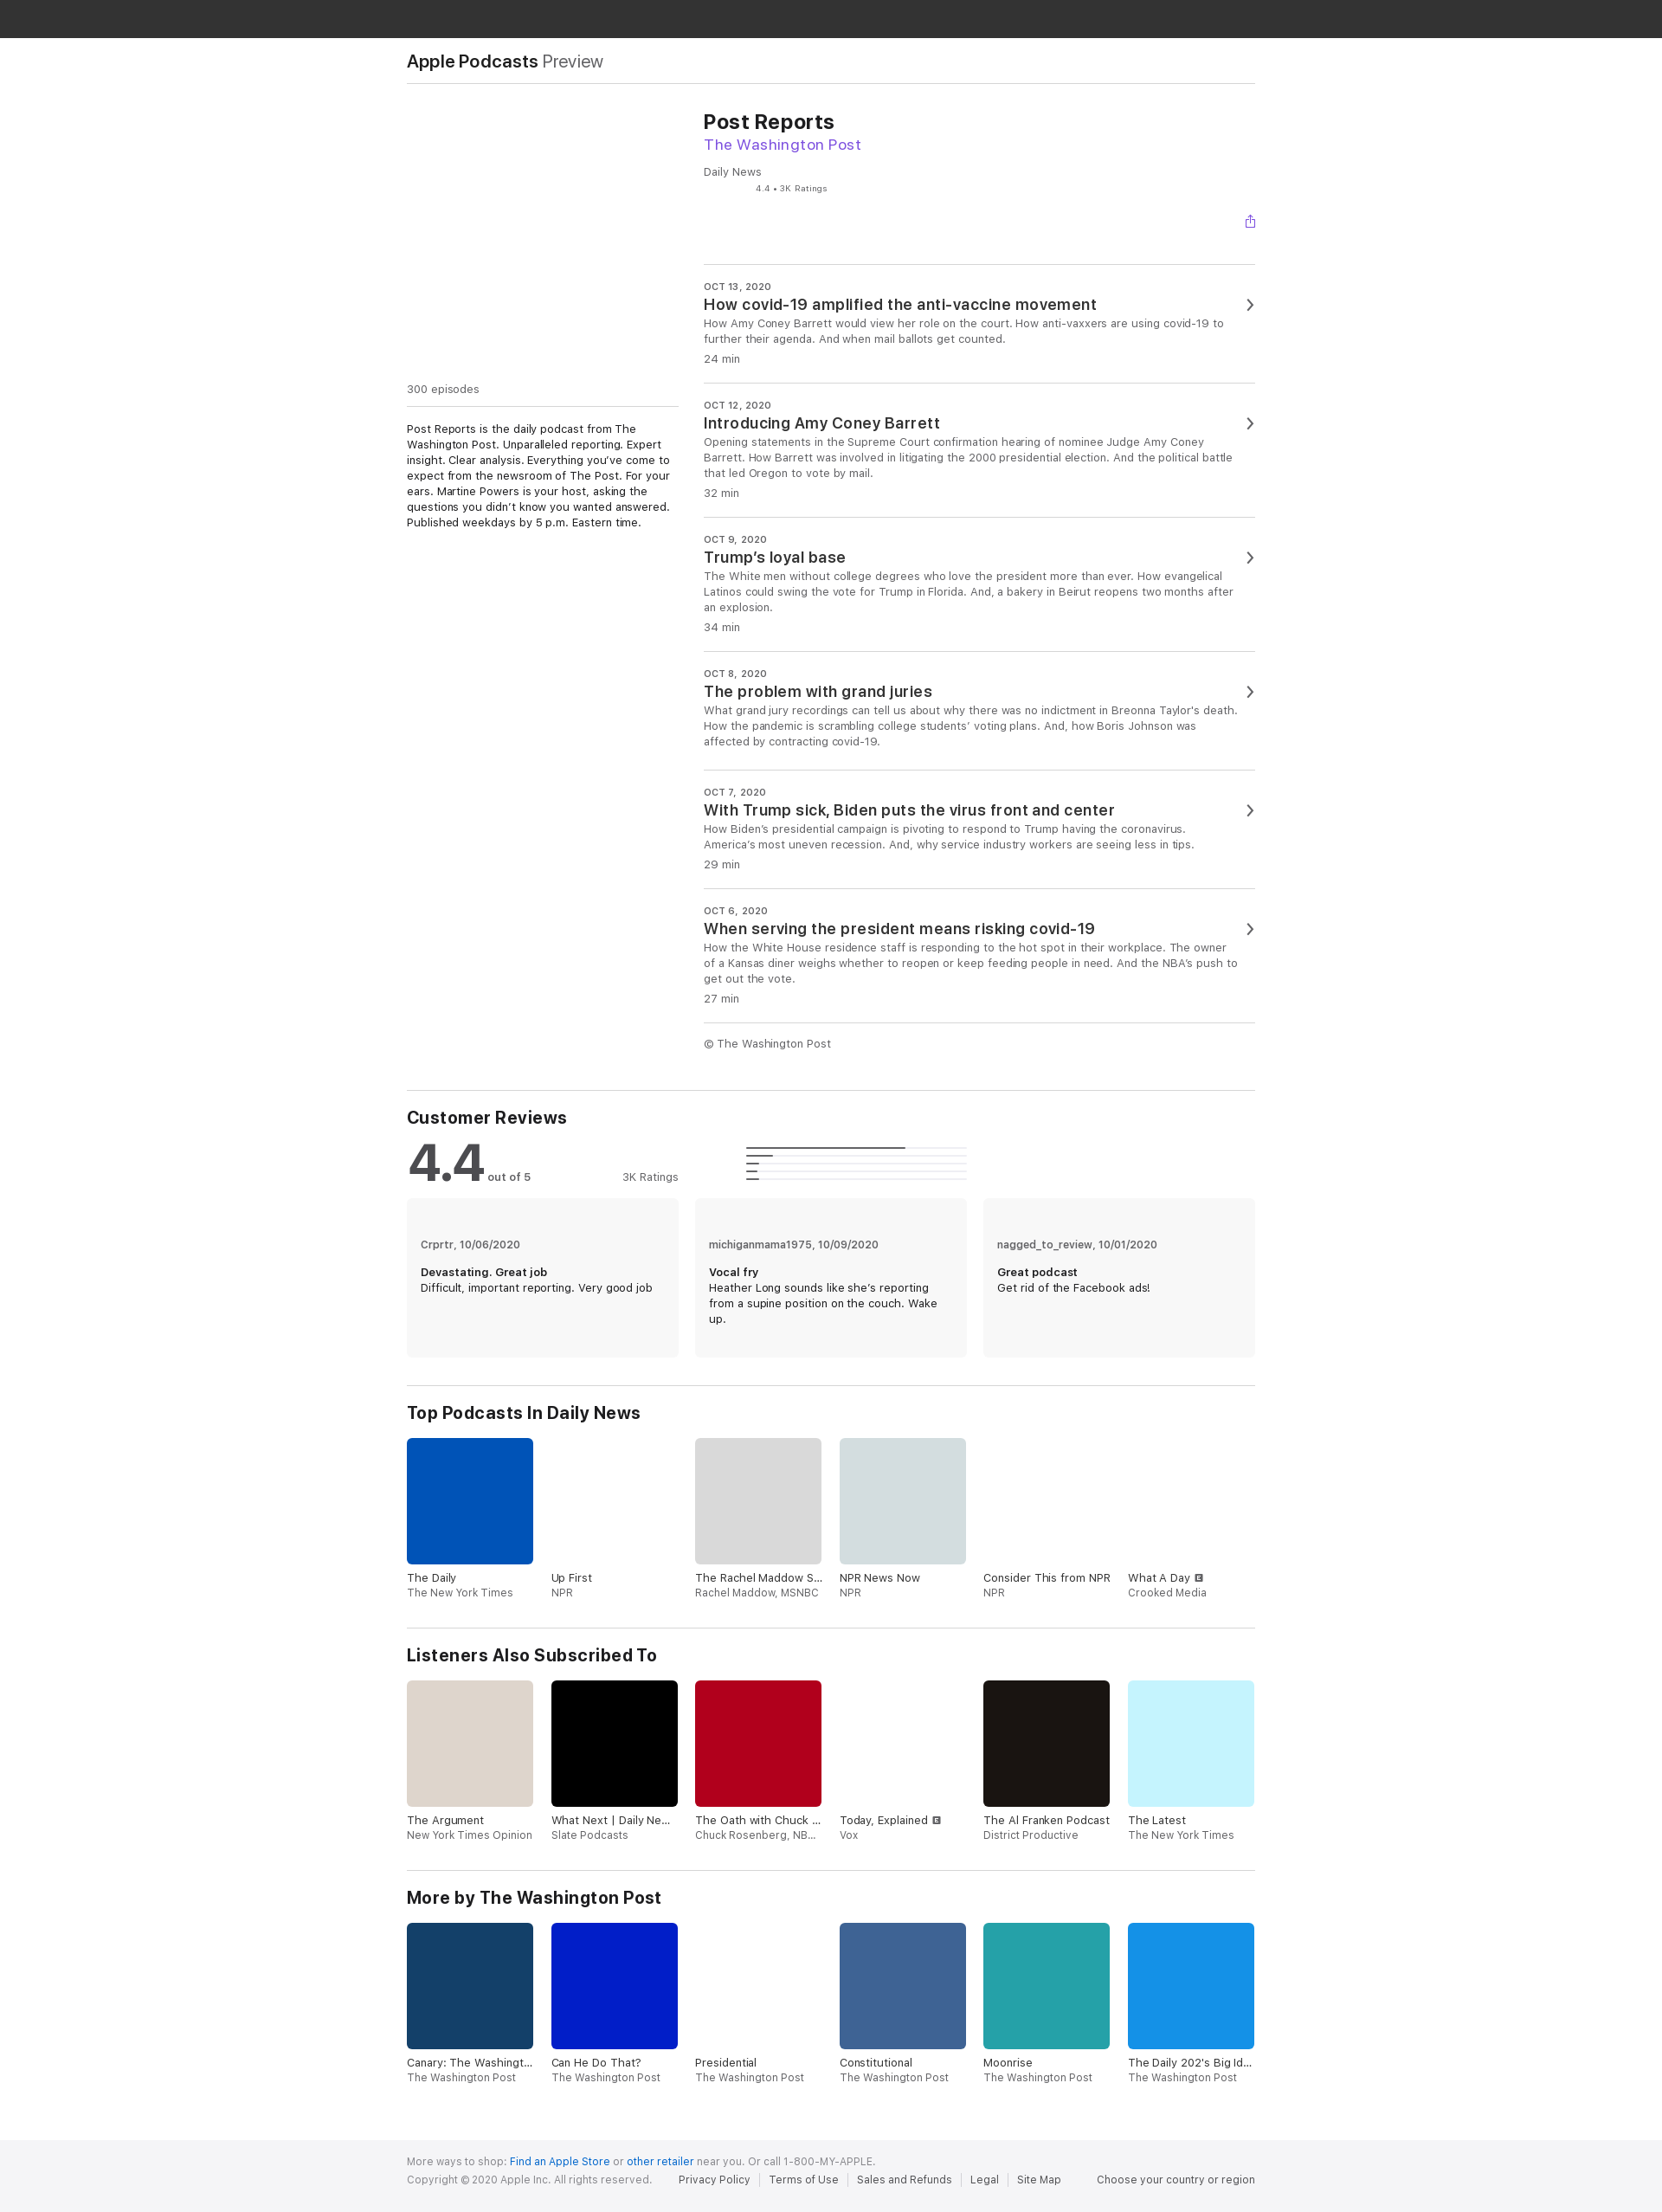 Apple Podcasts Preview
Post Reports
The Washington Post
Daily News
4.4 • 3K Ratings
300 episodes
Post Reports is the daily podcast from The
Washington Post. Unparalleled reporting. Expert
insight. Clear analysis. Everything you’ve come to
expect from the newsroom of The Post. For your
ears. Martine Powers is your host, asking the
questions you didn’t know you wanted answered.
Published weekdays by 5 p.m. Eastern time.
OCT 13, 2020
How covid-19 amplified the anti-vaccine movement
How Amy Coney Barrett would view her role on the court. How anti-vaxxers are using covid-19 to
further their agenda. And when mail ballots get counted.
24 min
OCT 12, 2020
Introducing Amy Coney Barrett
Opening statements in the Supreme Court confirmation hearing of nominee Judge Amy Coney
Barrett. How Barrett was involved in litigating the 2000 presidential election. And the political battle
that led Oregon to vote by mail.
32 min
OCT 9, 2020
Trump’s loyal base
The White men without college degrees who love the president more than ever. How evangelical
Latinos could swing the vote for Trump in Florida. And, a bakery in Beirut reopens two months after
an explosion.
34 min
OCT 8, 2020
The problem with grand juries
What grand jury recordings can tell us about why there was no indictment in Breonna Taylor's death.
How the pandemic is scrambling college students’ voting plans. And, how Boris Johnson was
affected by contracting covid-19.
OCT 7, 2020
With Trump sick, Biden puts the virus front and center
How Biden’s presidential campaign is pivoting to respond to Trump having the coronavirus.
America’s most uneven recession. And, why service industry workers are seeing less in tips.
29 min
OCT 6, 2020
When serving the president means risking covid-19
How the White House residence staff is responding to the hot spot in their workplace. The owner
of a Kansas diner weighs whether to reopen or keep feeding people in need. And the NBA’s push to
get out the vote.
27 min
© The Washington Post
Customer Reviews
4.4 out of 5 3K Ratings
Crprtr, 10/06/2020
Devastating. Great job
Difficult, important reporting. Very good job
michiganmama1975, 10/09/2020
Vocal fry
Heather Long sounds like she’s reporting
from a supine position on the couch. Wake
up.
nagged_to_review, 10/01/2020
Great podcast
Get rid of the Facebook ads!
Top Podcasts In Daily News
The Daily
The New York Times
Up First
NPR
The Rachel Maddow S...
Rachel Maddow, MSNBC
NPR News Now
NPR
Consider This from NPR
NPR
What A Day E
Crooked Media
Listeners Also Subscribed To
The Argument
New York Times Opinion
What Next | Daily Ne...
Slate Podcasts
The Oath with Chuck ...
Chuck Rosenberg, NB...
Today, Explained E
Vox
The Al Franken Podcast
District Productive
The Latest
The New York Times
More by The Washington Post
Canary: The Washingt...
The Washington Post
Can He Do That?
The Washington Post
Presidential
The Washington Post
Constitutional
The Washington Post
Moonrise
The Washington Post
The Daily 202's Big Id...
The Washington Post
More ways to shop: Find an Apple Store or other retailer near you. Or call 1-800-MY-APPLE.
Copyright © 2020 Apple Inc. All rights reserved. Privacy Policy Terms of Use Sales and Refunds Legal Site Map Choose your country or region